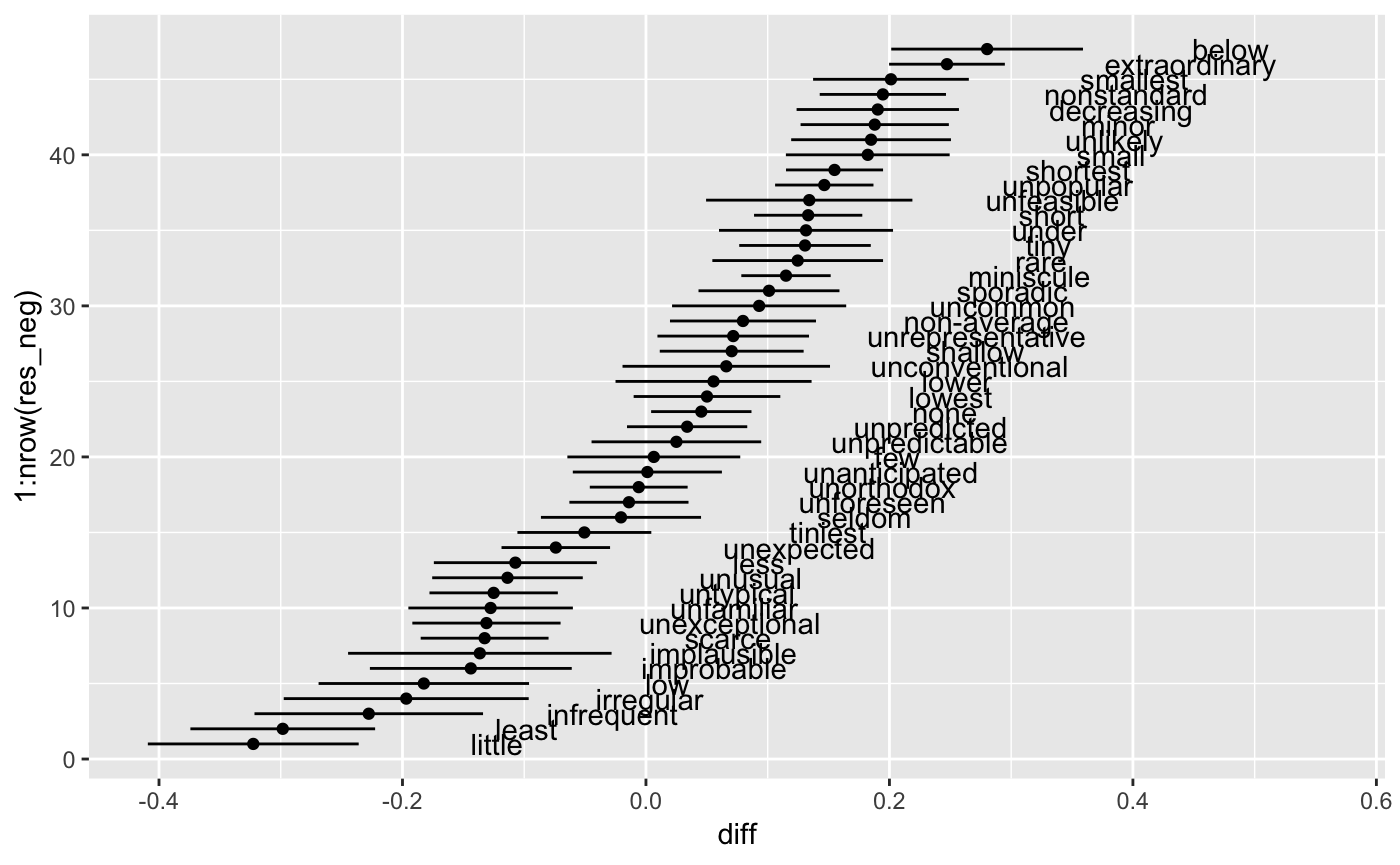 below
extraordinary
smallest
nonstandard
decreasing
minor
unlikely
small
shortest
unpopular
unfeasible
short
under
tiny
rare
miniscule
sporadic
uncommon
non-average
unrepresentative
shallow
unconventional
lower
lowest
none
unpredicted
unpredictable
few
unanticipated
unorthodox
unforeseen
seldom
tiniest
unexpected
less
unusual
untypical
unfamiliar
unexceptional
scarce
implausible
improbable
low
irregular
infrequent
least
little
40
30
20
10
0
1:nrow(res_neg)
-0.4 -0.2 0.0 0.2 0.4 0.6
diff